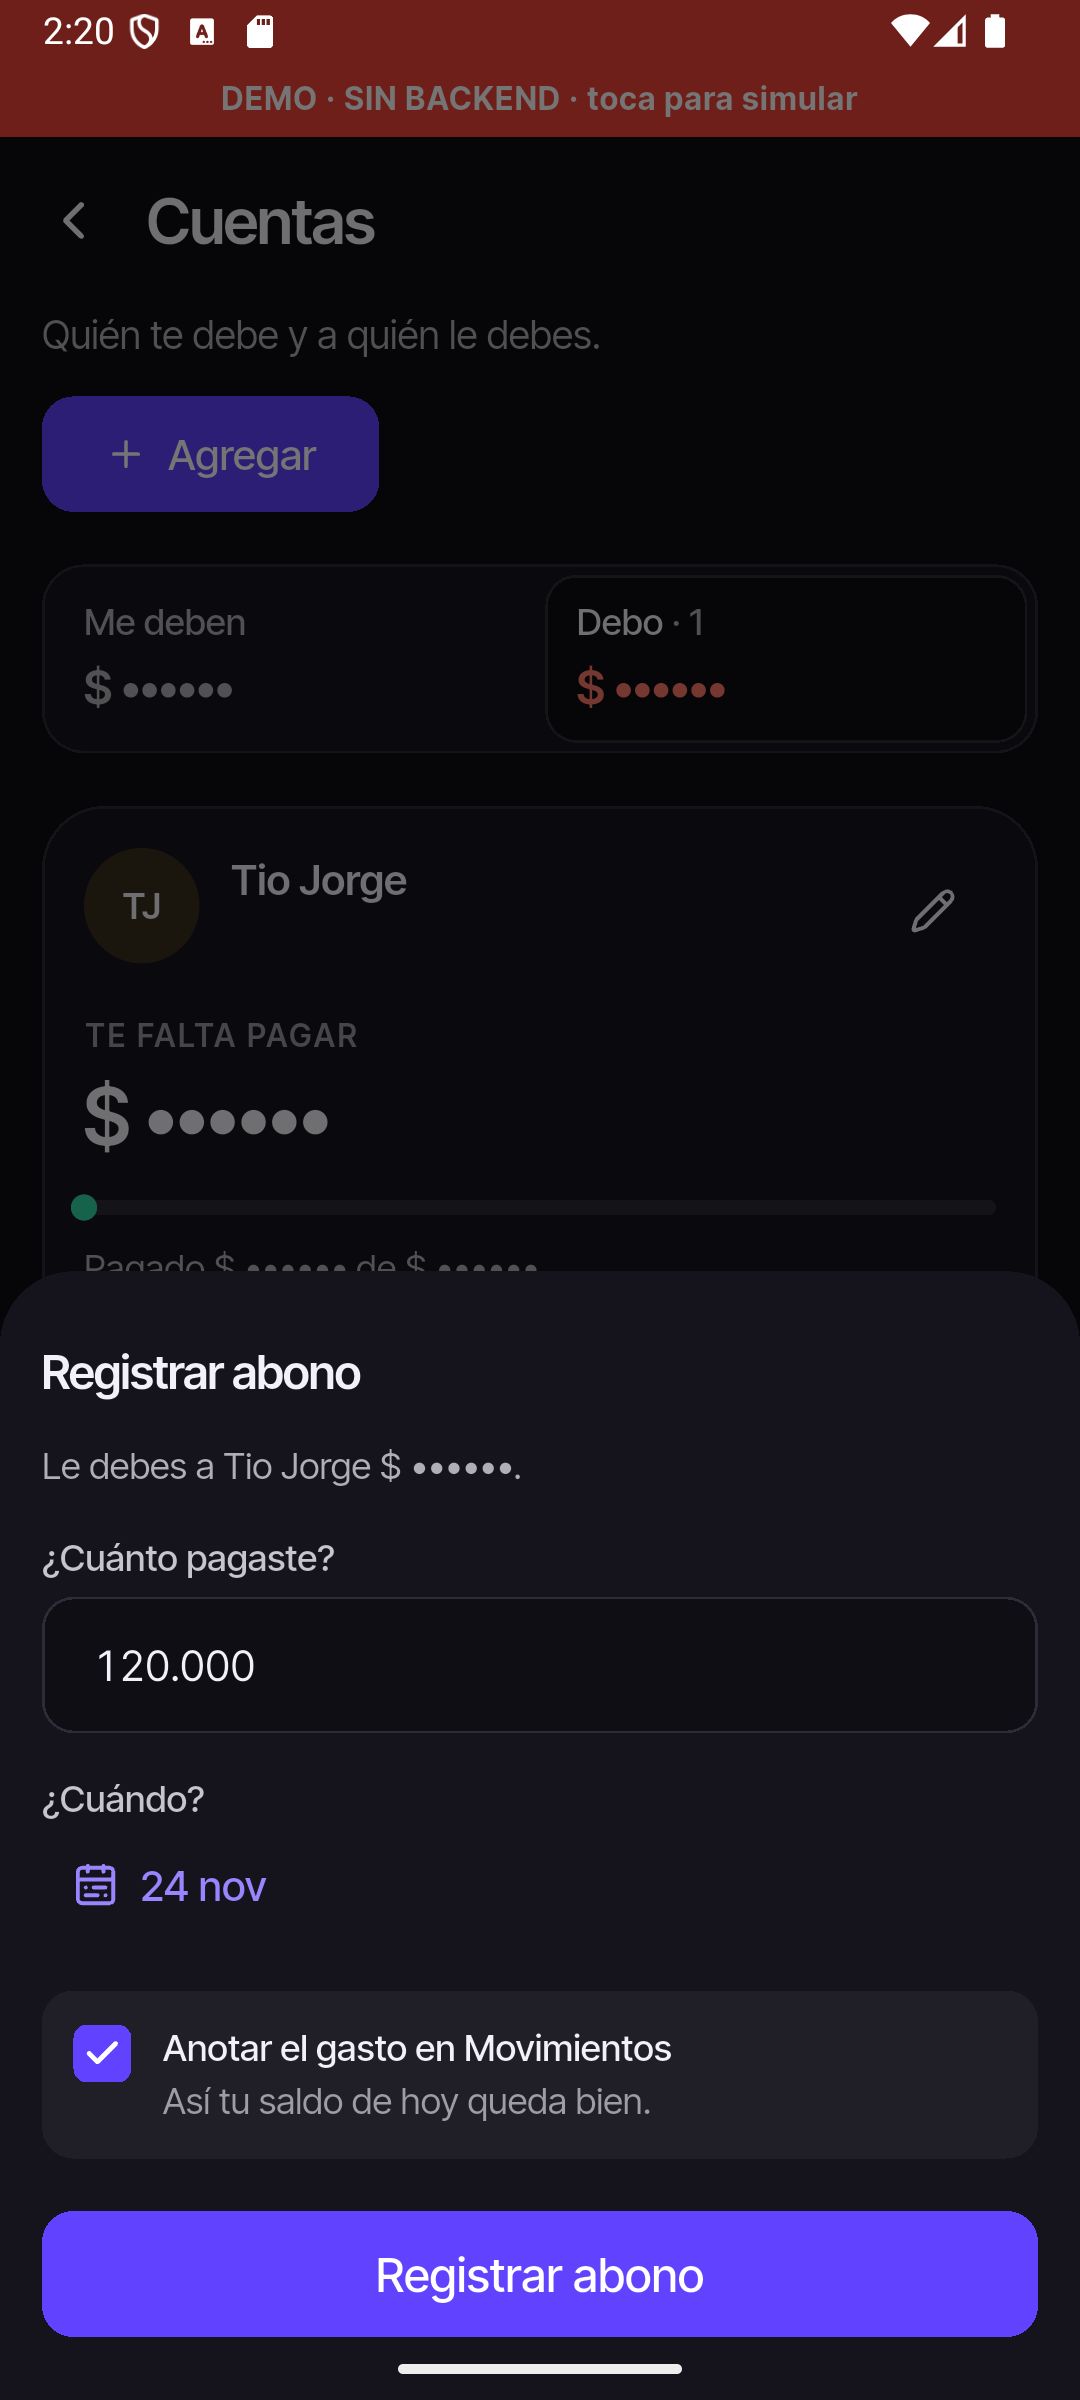 2:20
DEMO · SIN BACKEND · toca para simular
Cuentas
Quién te debe y a quién le debes.
+ Agregar
Me deben
$ ••••••
Debo · 1
$ ••••••
TJ
Tio Jorge
TE FALTA PAGAR
$ ••••••
Pagado $ •••••• de $ ••••••
Registrar abono
Le debes a Tio Jorge $ ••••••.
¿Cuánto pagaste?
120.000
¿Cuándo?
24 nov
Anotar el gasto en Movimientos
Así tu saldo de hoy queda bien.
Registrar abono